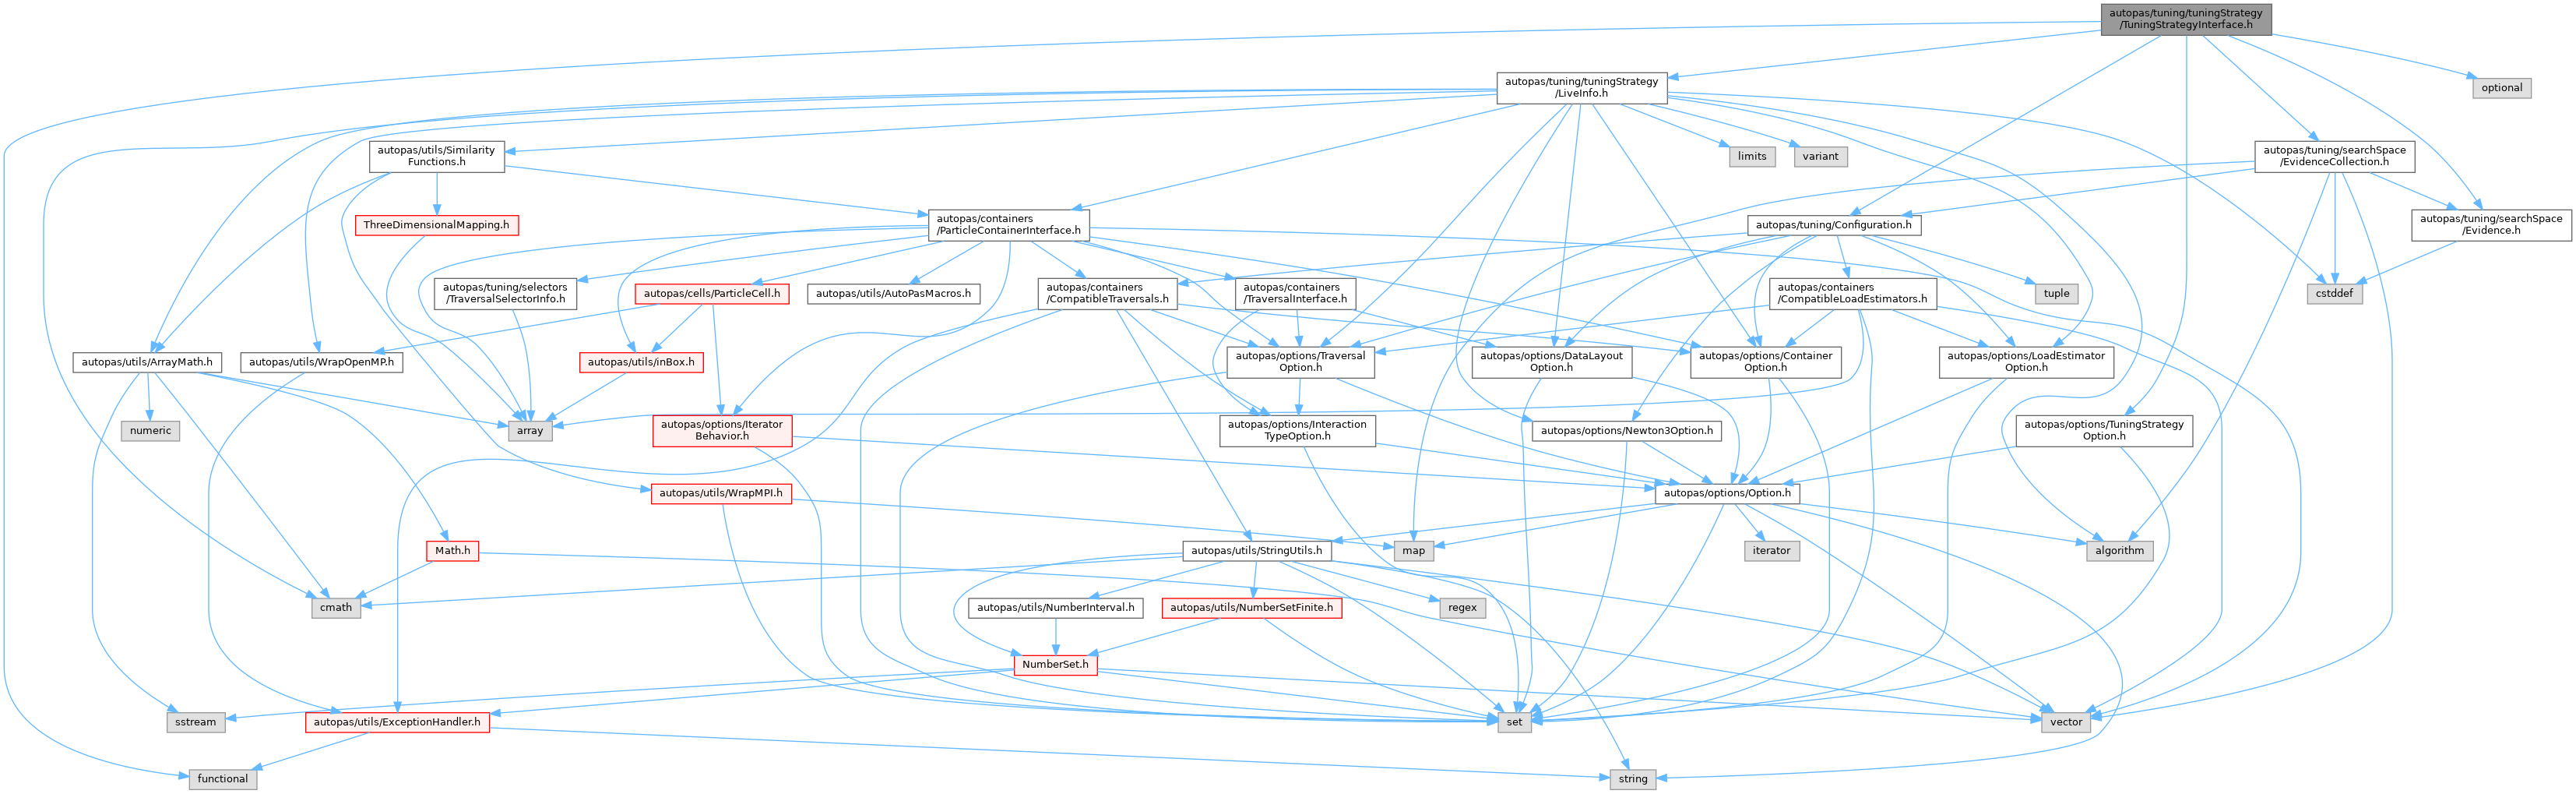 autopas/tuning/tuningStrategy
/TuningStrategyInterface.h
autopas/tuning/tuningStrategy
/LiveInfo.h
optional
autopas/utils/Similarity
Functions.h
limits
variant
autopas/tuning/searchSpace
/EvidenceCollection.h
ThreeDimensionalMapping.h
autopas/containers
/ParticleContainerInterface.h
autopas/tuning/Configuration.h
autopas/tuning/searchSpace
/Evidence.h
autopas/tuning/selectors
/TraversalSelectorInfo.h
autopas/cells/ParticleCell.h
autopas/utils/AutoPasMacros.h
autopas/containers
/CompatibleTraversals.h
autopas/containers
/TraversalInterface.h
autopas/containers
/CompatibleLoadEstimators.h
tuple
cstddef
autopas/utils/ArrayMath.h
autopas/utils/WrapOpenMP.h
autopas/utils/inBox.h
autopas/options/Traversal
Option.h
autopas/options/DataLayout
Option.h
autopas/options/Container
Option.h
autopas/options/LoadEstimator
Option.h
numeric
array
autopas/options/Iterator
Behavior.h
autopas/options/Interaction
TypeOption.h
autopas/options/Newton3Option.h
autopas/options/TuningStrategy
Option.h
autopas/utils/WrapMPI.h
autopas/options/Option.h
Math.h
autopas/utils/StringUtils.h
map
iterator
algorithm
cmath
autopas/utils/NumberInterval.h
autopas/utils/NumberSetFinite.h
regex
NumberSet.h
sstream
autopas/utils/ExceptionHandler.h
set
vector
functional
string